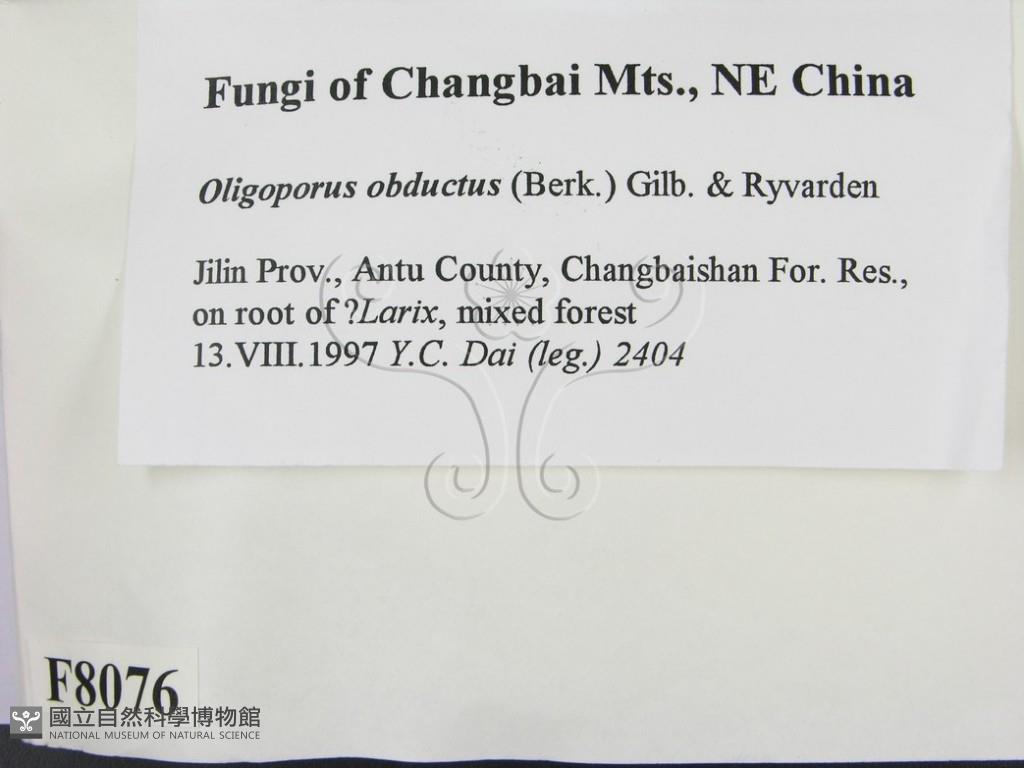 Fungi of Changbai Mts., NE China
Oligoporus obductus (Berk.) Gilb. & Ryvarden
Jilin Prov., Antu County, Changbaishan For. Res.,
on root of ?Larix, mixed forest
13.VIII.1997 Y.C. Dai (leg.) 2404
F8076
國立自然科學博物館
NATIONAL MUSEUM OF NATURAL SCIENCE